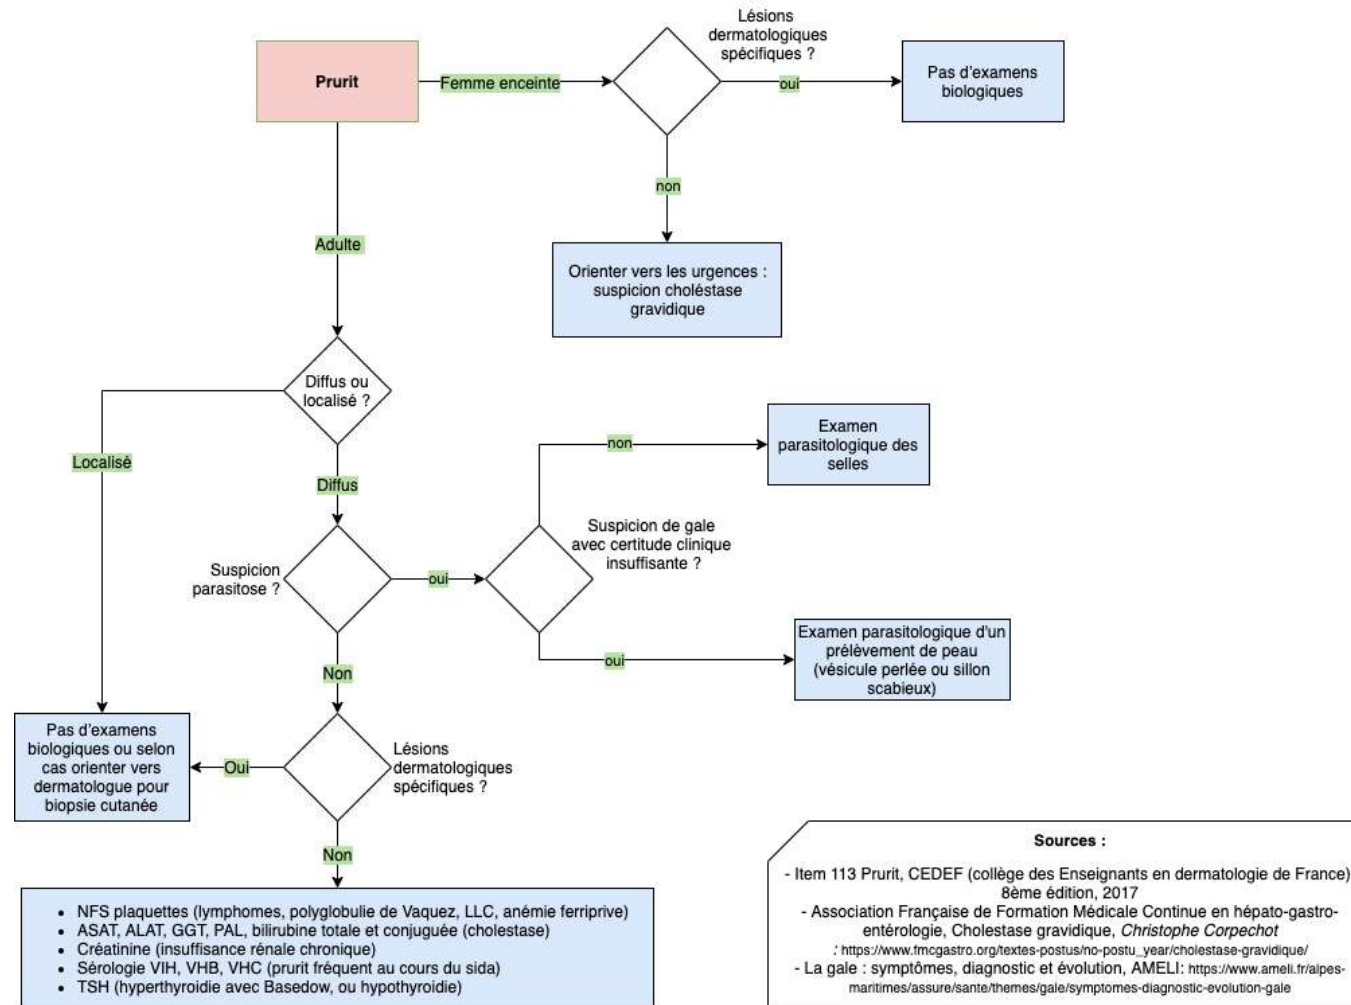 Prurit
Femme enceinte
Lésions
dermatologiques
spécifiques ?
oui
Pas d'examens
biologiques
non
Orienter vers les urgences :
suspicion choléstase
gravidique
Adulte
Diffus ou
localisé ?
Localisé
Diffus
Suspicion
parasitose ?
oui
Suspicion de gale
avec certitude clinique
insuffisante ?
non
Examen
parasitologique des
selles
oui
Examen parasitologique d'un
prélèvement de peau
(vésicule perlée ou sillon
scabieux)
Non
Lésions
dermatologiques
spécifiques ?
Oui
Pas d'examens
biologiques ou selon
cas orienter vers
dermatologue pour
biopsie cutanée
Non
• NFS plaquettes (lymphomes, polyglobulie de Vaquez, LLC, anémie ferriprive)
• ASAT, ALAT, GGT, PAL, bilirubine totale et conjuguée (cholestase)
• Créatinine (insuffisance rénale chronique)
• Sérologie VIH, VHB, VHC (prurit fréquent au cours du sida)
• TSH (hyperthyroidie avec Basedow, ou hypothyroidie)
Sources :
- Item 113 Prurit, CEDEF (collège des Enseignants en dermatologie de France)
8ème édition, 2017
- Association Française de Formation Médicale Continue en hépato-gastro-
entérologie, Cholestase gravidique, Christophe Corpechot
: https://www.fmcgastro.org/textes-postus/no-postu_year/cholestase-gravidique/
- La gale : symptômes, diagnostic et évolution, AMELI: https://www.ameli.fr/alpes-
maritimes/assure/sante/themes/gale/symptomes-diagnostic-evolution-gale